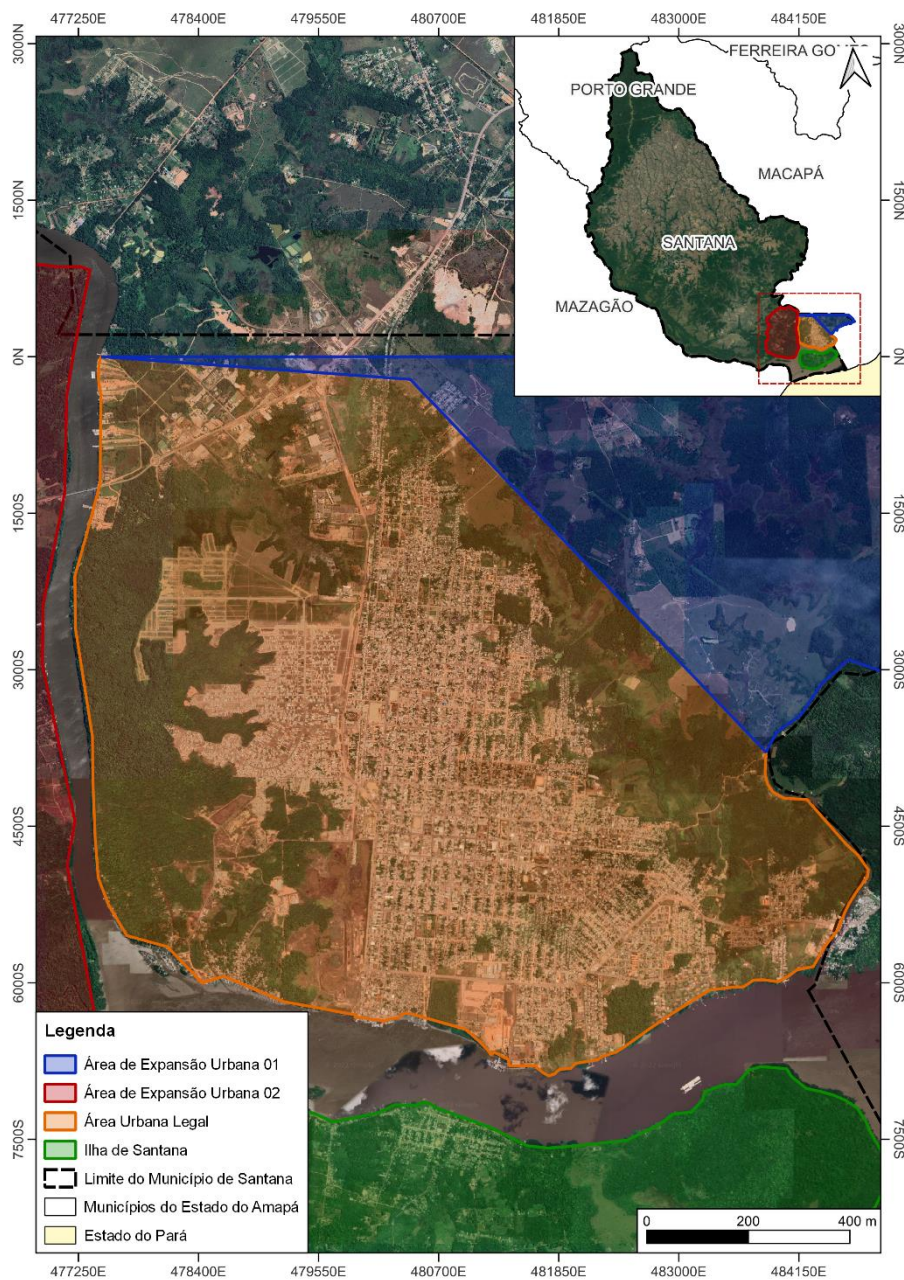 477250E 478400E 479550E 480700E 481850E 483000E 484150E
3000N
3000N
FERREIRA GO
PORTO GRANDE
MACAPÁ
1500N
1500N
SANTANA
MAZAGÃO
0N
0N
1500S
1500S
3000S
3000S
4500S
4500S
6000S
6000S
Legenda
Área de Expansão Urbana 01
Área de Expansão Urbana 02
Área Urbana Legal
Ilha de Santana
Limite do Município de Santana
Municípios do Estado do Amapá
Estado do Pará
7500S
7500S
0 200 400 m
477250E 478400E 479550E 480700E 481850E 483000E 484150E